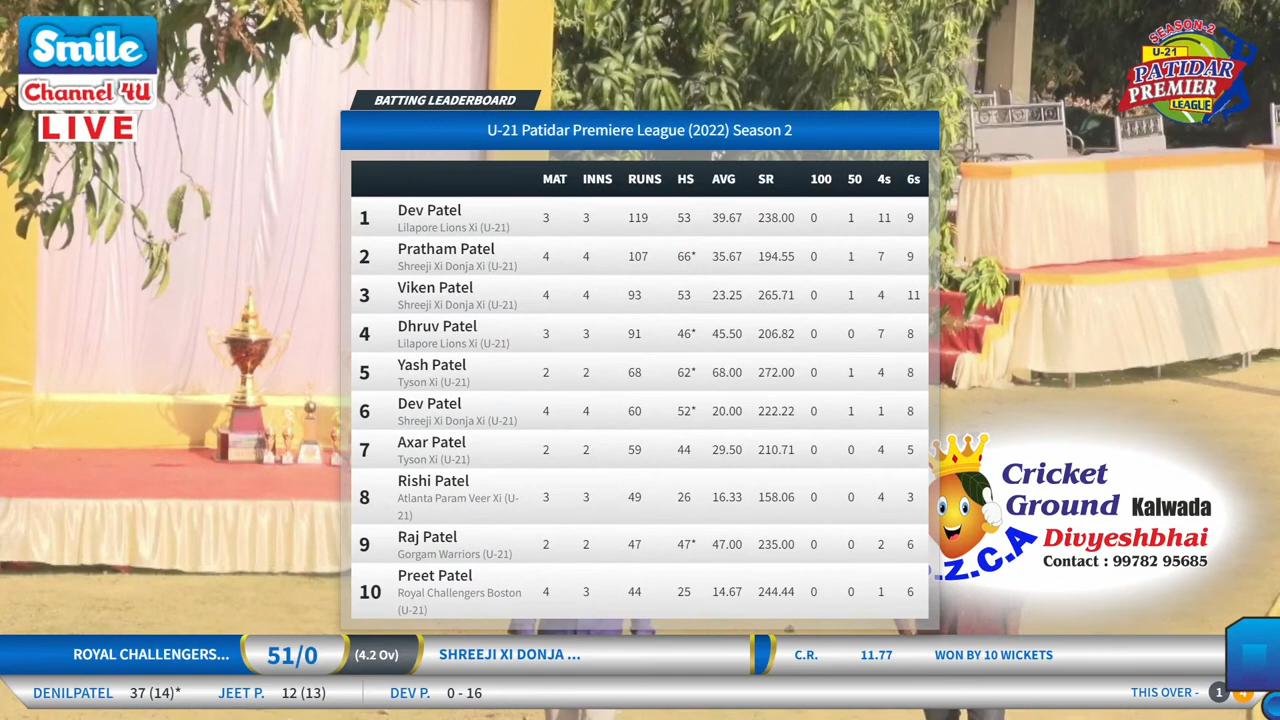 Smile
Channel 4U
LIVE
SEASON-2
U-21
PATIDAR
PREMIER
LEAGUE
BATTING LEADERBOARD
U-21 Patidar Premiere League (2022) Season 2
MAT INNS RUNS HS AVG SR 100 50 4s 6s
1 Dev Patel 3 3 119 53 39.67 238.00 0 1 11 9
Lilapore Lions Xi (U-21)
2 Pratham Patel 4 4 107 66* 35.67 194.55 0 1 7 9
Shreeji Xi Donja Xi (U-21)
3 Viken Patel 4 4 93 53 23.25 265.71 0 1 4 11
Shreeji Xi Donja Xi (U-21)
4 Dhruv Patel 3 3 91 46* 45.50 206.82 0 0 7 8
Lilapore Lions Xi (U-21)
5 Yash Patel 2 2 68 62* 68.00 272.00 0 1 4 8
Tyson Xi (U-21)
6 Dev Patel 4 4 60 52* 20.00 222.22 0 1 1 8
Shreeji Xi Donja Xi (U-21)
7 Axar Patel 2 2 59 44 29.50 210.71 0 0 4 5
Tyson Xi (U-21)
8 Rishi Patel 3 3 49 26 16.33 158.06 0 0 4 3
Atlanta Param Veer Xi (U-
21)
9 Raj Patel 2 2 47 47* 47.00 235.00 0 0 2 6
Gorgam Warriors (U-21)
10 Preet Patel 4 3 44 25 14.67 244.44 0 0 1 6
Royal Challengers Boston
(U-21)
Cricket
Ground Kalwada
Divyeshbhai
Contact : 99782 95685
.Z.C.A
ROYAL CHALLENGERS... 51/0 (4.2 Ov) SHREEJI XI DONJA ... C.R. 11.77 WON BY 10 WICKETS
DENILPATEL 37 (14)* JEET P. 12 (13) DEV P. 0 - 16 THIS OVER - 1 4